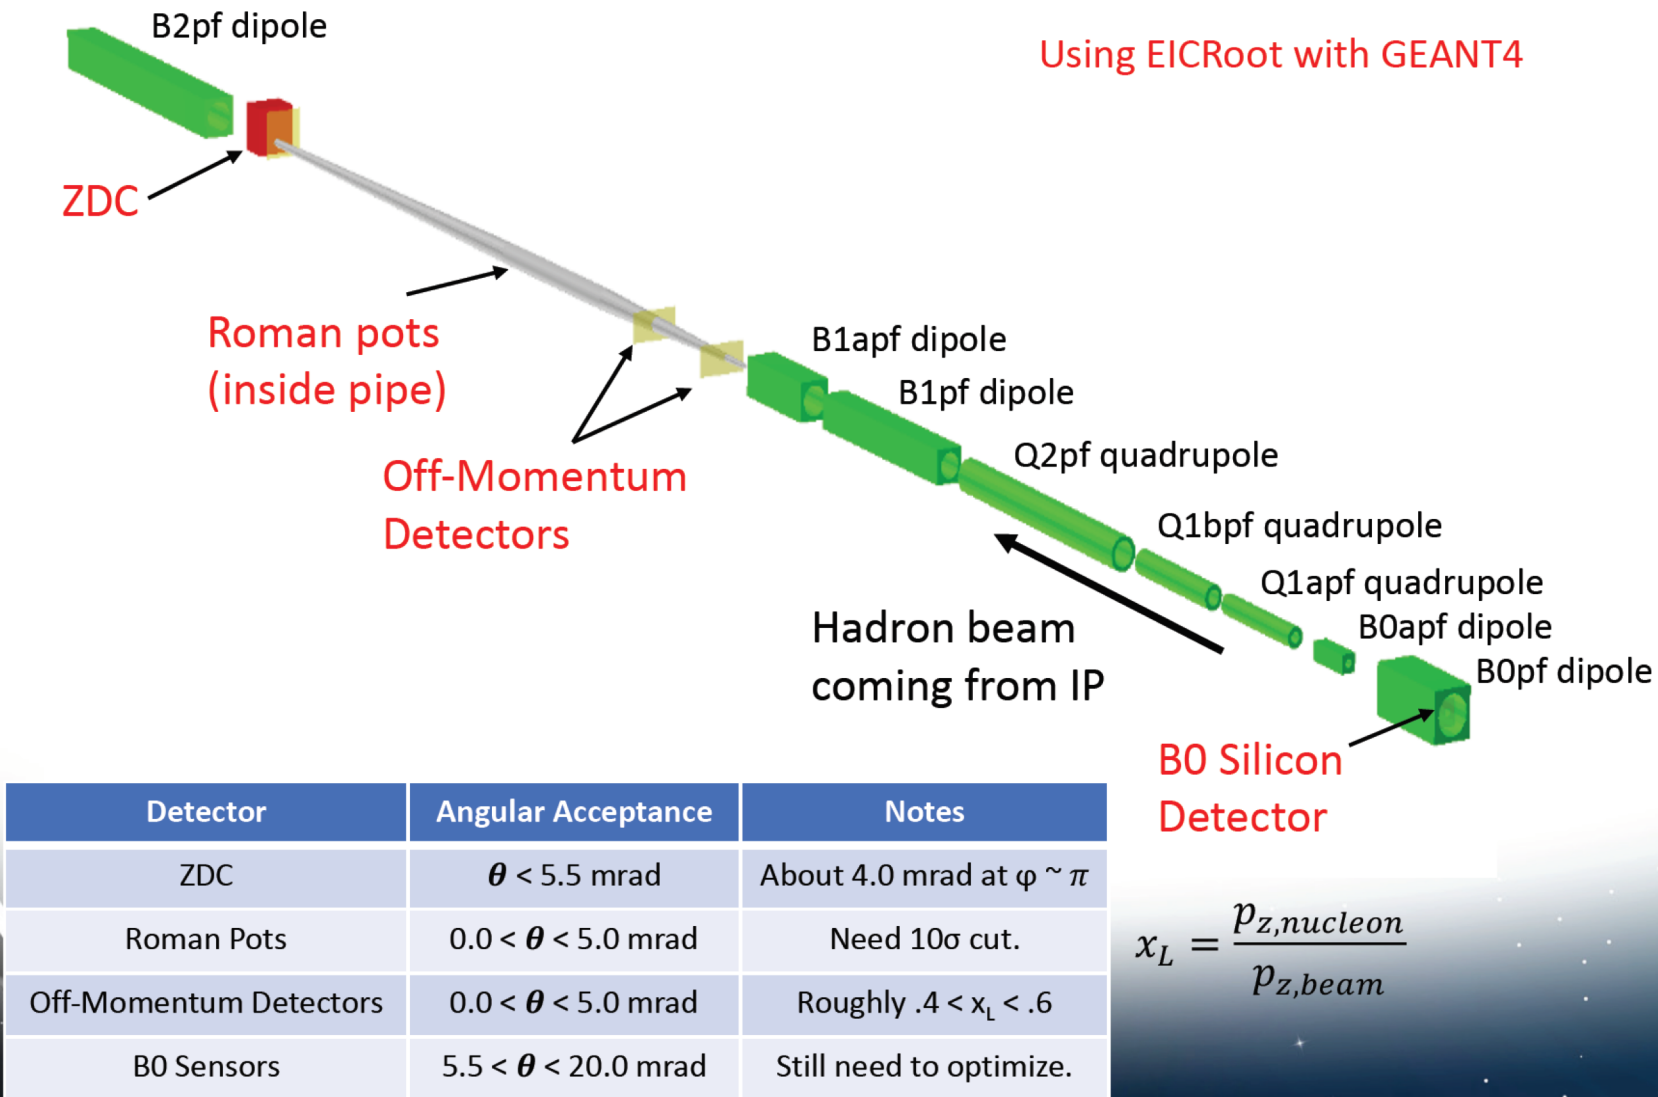 B2pf dipole
Using EICRoot with GEANT4
ZDC
Roman pots
(inside pipe)
B1apf dipole
B1pf dipole
Off-Momentum
Detectors
Q2pf quadrupole
Q1bpf quadrupole
Q1apf quadrupole
B0apf dipole
B0pf dipole
Hadron beam
coming from IP
B0 Silicon
Detector
Detector Angular Acceptance Notes
ZDC θ < 5.5 mrad About 4.0 mrad at φ ~ π
Roman Pots 0.0 < θ < 5.0 mrad Need 10σ cut.
Off-Momentum Detectors 0.0 < θ < 5.0 mrad Roughly .4 < x_L < .6
B0 Sensors 5.5 < θ < 20.0 mrad Still need to optimize.
x_L = p_z,nucleon / p_z,beam